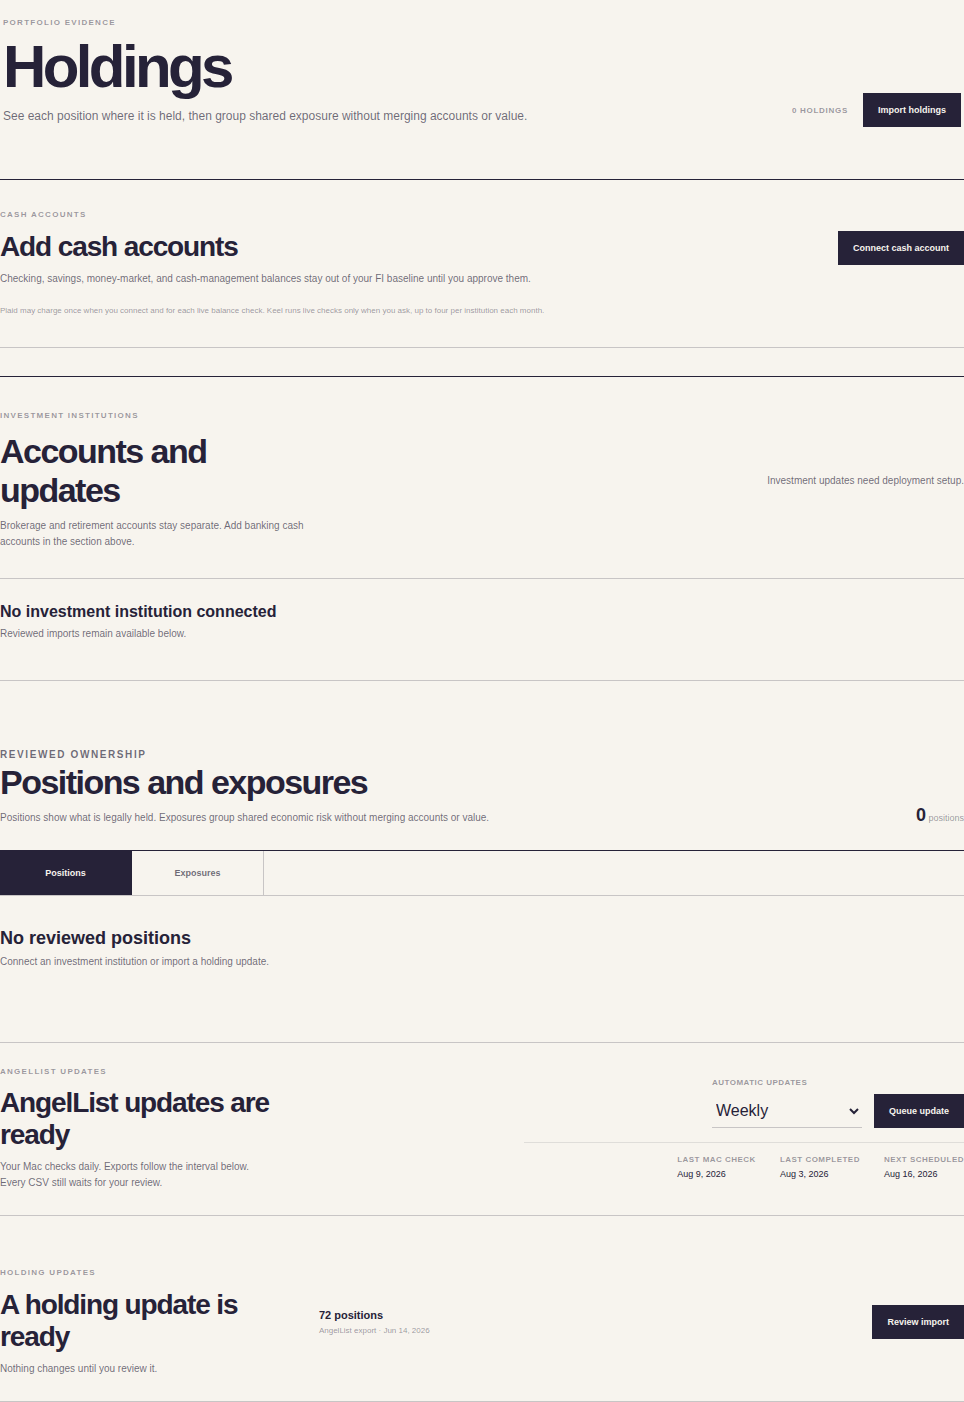 PORTFOLIO EVIDENCE
Holdings
See each position where it is held, then group shared exposure without merging accounts or value.
0 HOLDINGS
Import holdings
CASH ACCOUNTS
Add cash accounts
Connect cash account
Checking, savings, money-market, and cash-management balances stay out of your FI baseline until you approve them.
Plaid may charge once when you connect and for each live balance check. Keel runs live checks only when you ask, up to four per institution each month.
INVESTMENT INSTITUTIONS
Accounts and
updates
Investment updates need deployment setup.
Brokerage and retirement accounts stay separate. Add banking cash
accounts in the section above.
No investment institution connected
Reviewed imports remain available below.
REVIEWED OWNERSHIP
Positions and exposures
Positions show what is legally held. Exposures group shared economic risk without merging accounts or value.
0 positions
Positions
Exposures
No reviewed positions
Connect an investment institution or import a holding update.
ANGELLIST UPDATES
AngelList updates are
ready
Your Mac checks daily. Exports follow the interval below.
Every CSV still waits for your review.
AUTOMATIC UPDATES
Weekly
Queue update
LAST MAC CHECK
Aug 9, 2026
LAST COMPLETED
Aug 3, 2026
NEXT SCHEDULED
Aug 16, 2026
HOLDING UPDATES
A holding update is
ready
Nothing changes until you review it.
72 positions
AngelList export · Jun 14, 2026
Review import